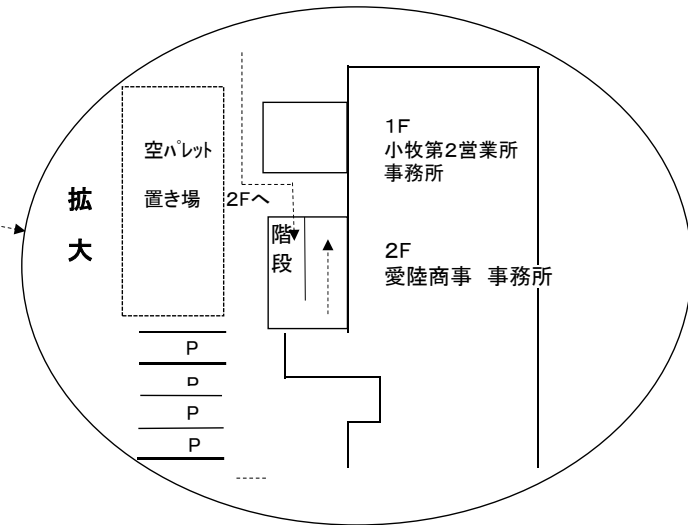 拡
大
空パレット
置き場
2Fへ
階
段
1F
小牧第2営業所
事務所
2F
愛陸商事 事務所
P
P
P
P